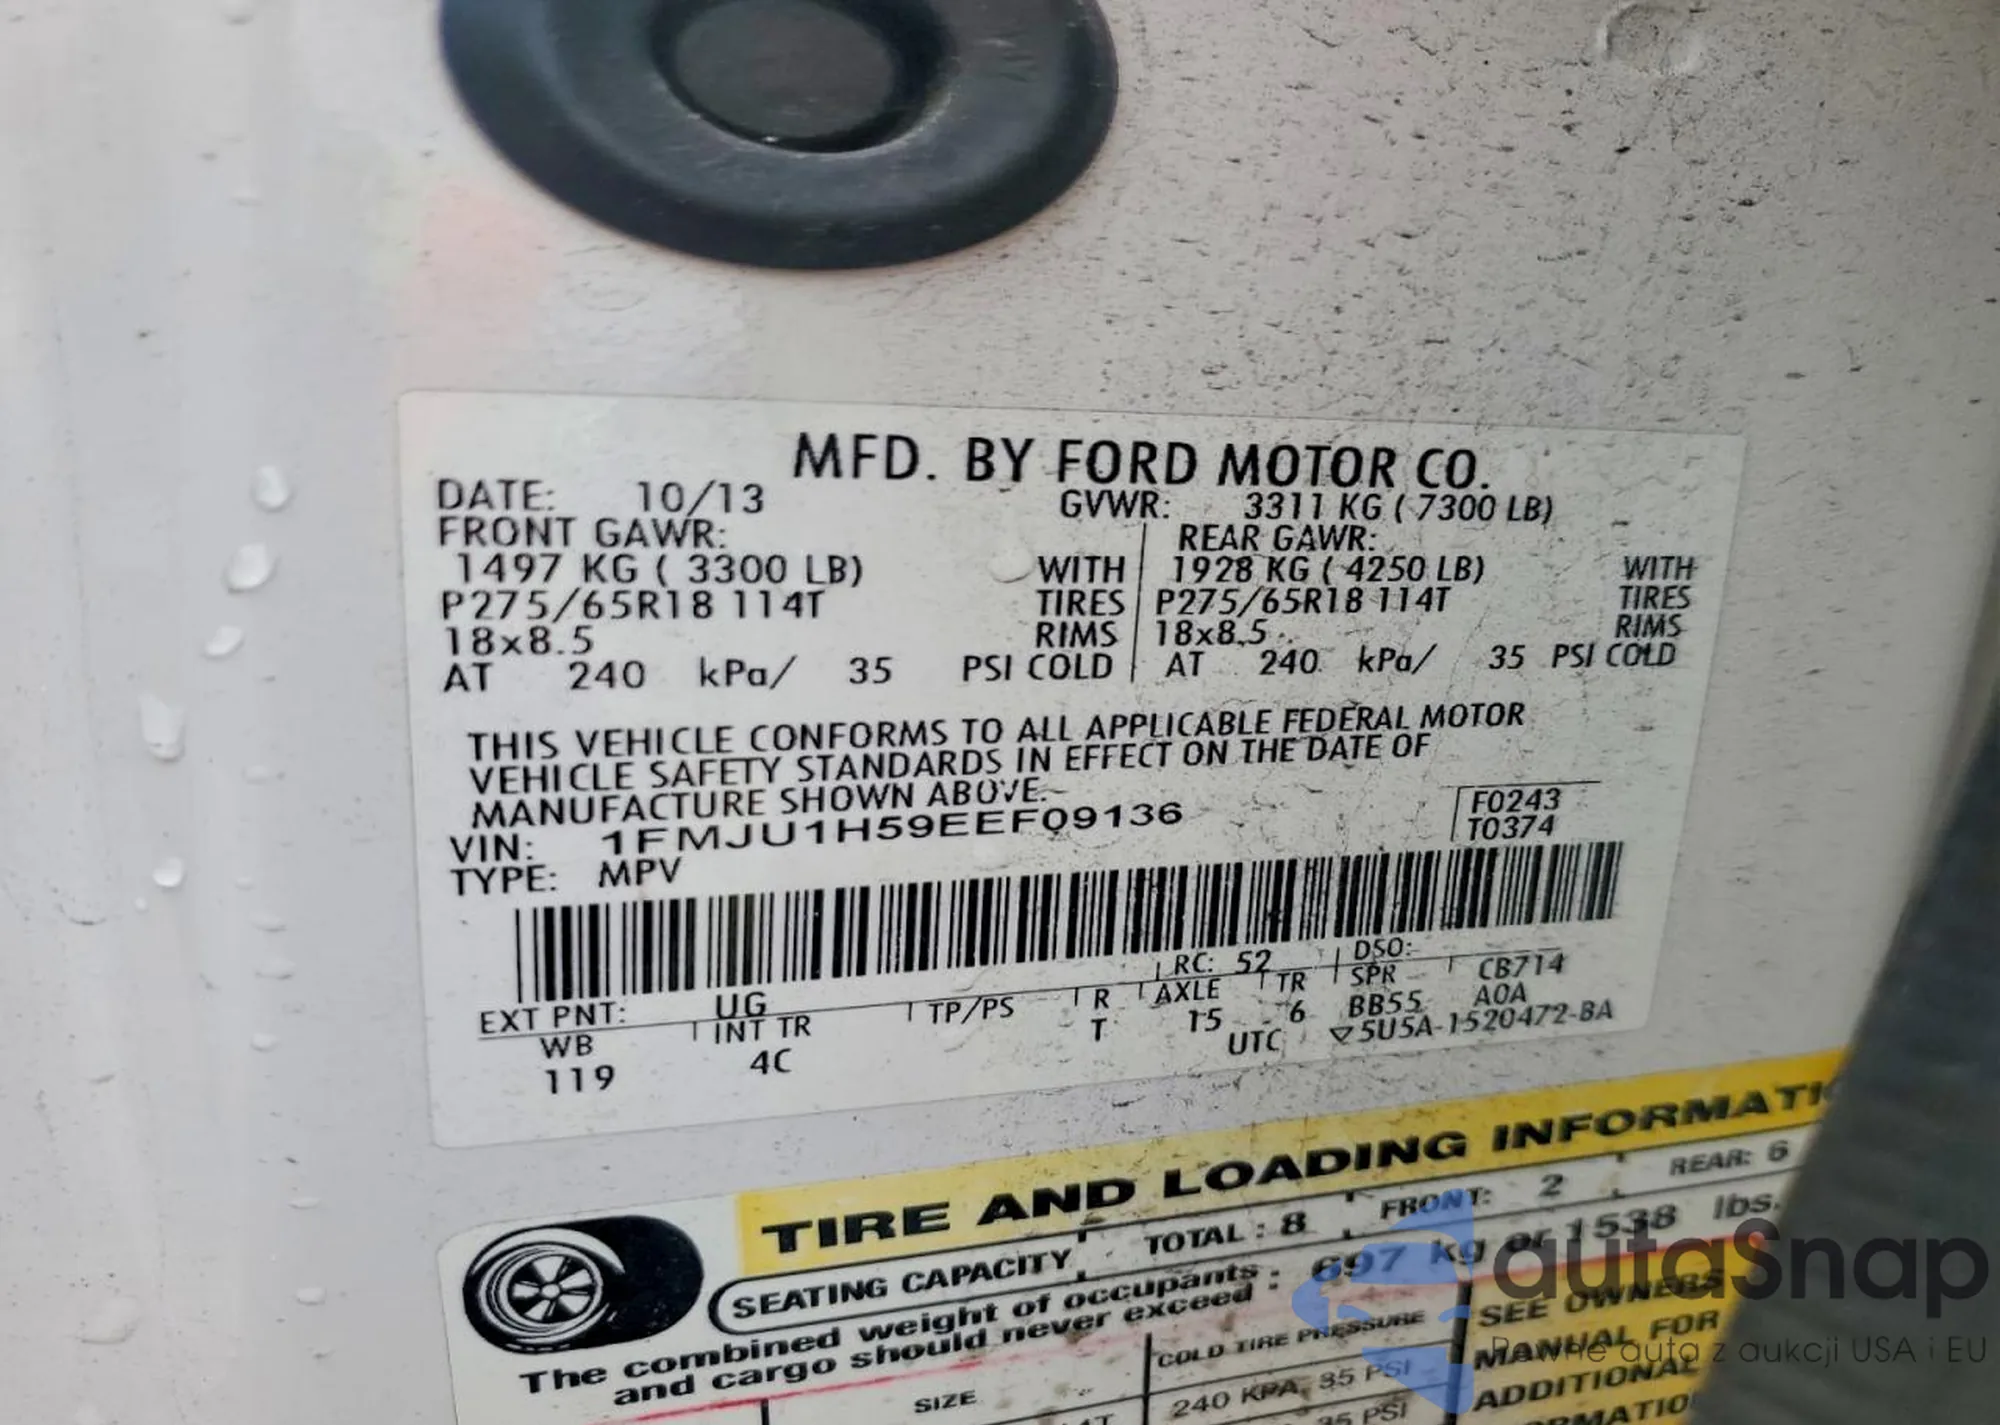 MFD. BY FORD MOTOR CO.
DATE: 10/13 GVWR: 3311 KG ( 7300 LB)
FRONT GAWR: REAR GAWR:
1497 KG ( 3300 LB) WITH 1928 KG ( 4250 LB) WITH
P275/65R18 114T TIRES P275/65R18 114T TIRES
18x8.5 RIMS 18x8.5 RIMS
AT 240 kPa/ 35 PSI COLD AT 240 kPa/ 35 PSI COLD
THIS VEHICLE CONFORMS TO ALL APPLICABLE FEDERAL MOTOR
VEHICLE SAFETY STANDARDS IN EFFECT ON THE DATE OF
MANUFACTURE SHOWN ABOVE.
VIN: 1FMJU1H59EEF09136 F0243
TYPE: MPV T0374
EXT PNT: UG RC: 52 DSO:
WB INT TR TP/PS R AXLE TR SPR CB714
119 4C T 15 6 BB55 A0A
UTC ▽5U5A-1520472-BA
TIRE AND LOADING INFORMATI
SEATING CAPACITY TOTAL : 8 FRONT: 2 REAR: 6
The combined weight of occupants : 697 kg or 1538 lbs.
and cargo should never exceed
SIZE COLD TIRE PRESSURE SEE OWNERS
240 KPA, 35 PSI MANUAL FOR
35 PSI ADDITIONAL
autaSnap
Pewne auta z aukcji USA i EU